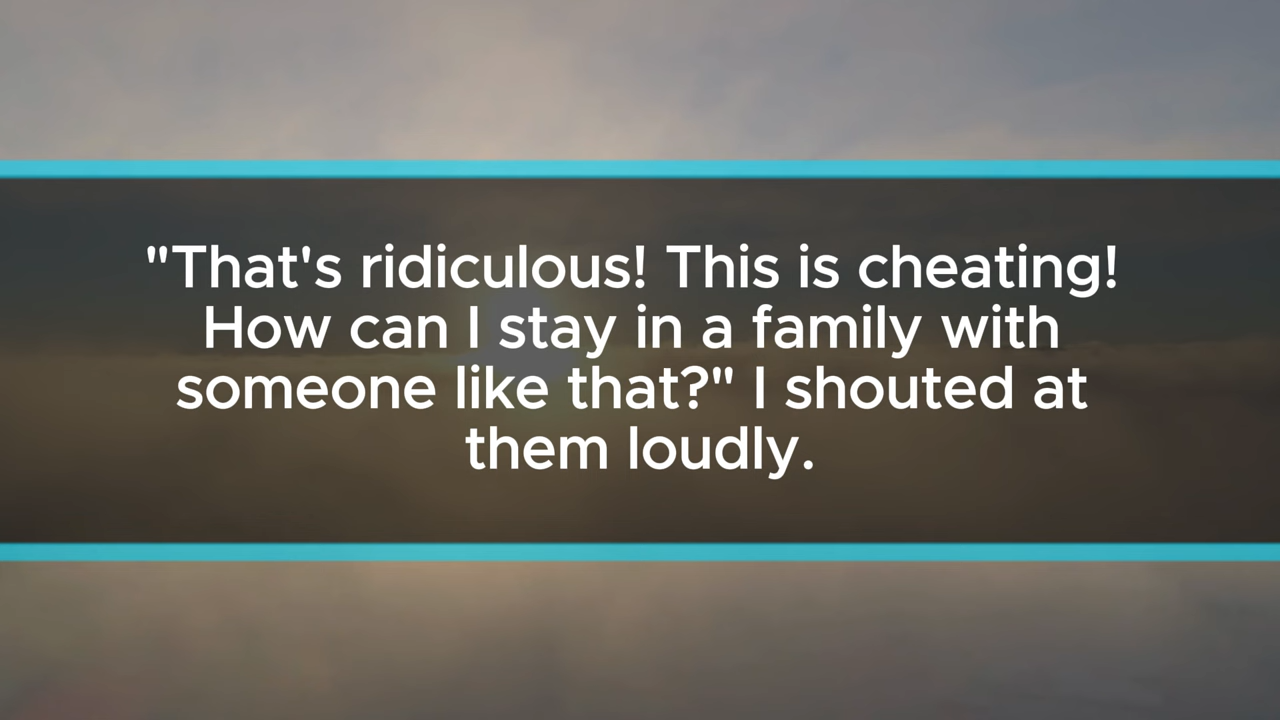 "That's ridiculous! This is cheating!
How can I stay in a family with
someone like that?" I shouted at
them loudly.